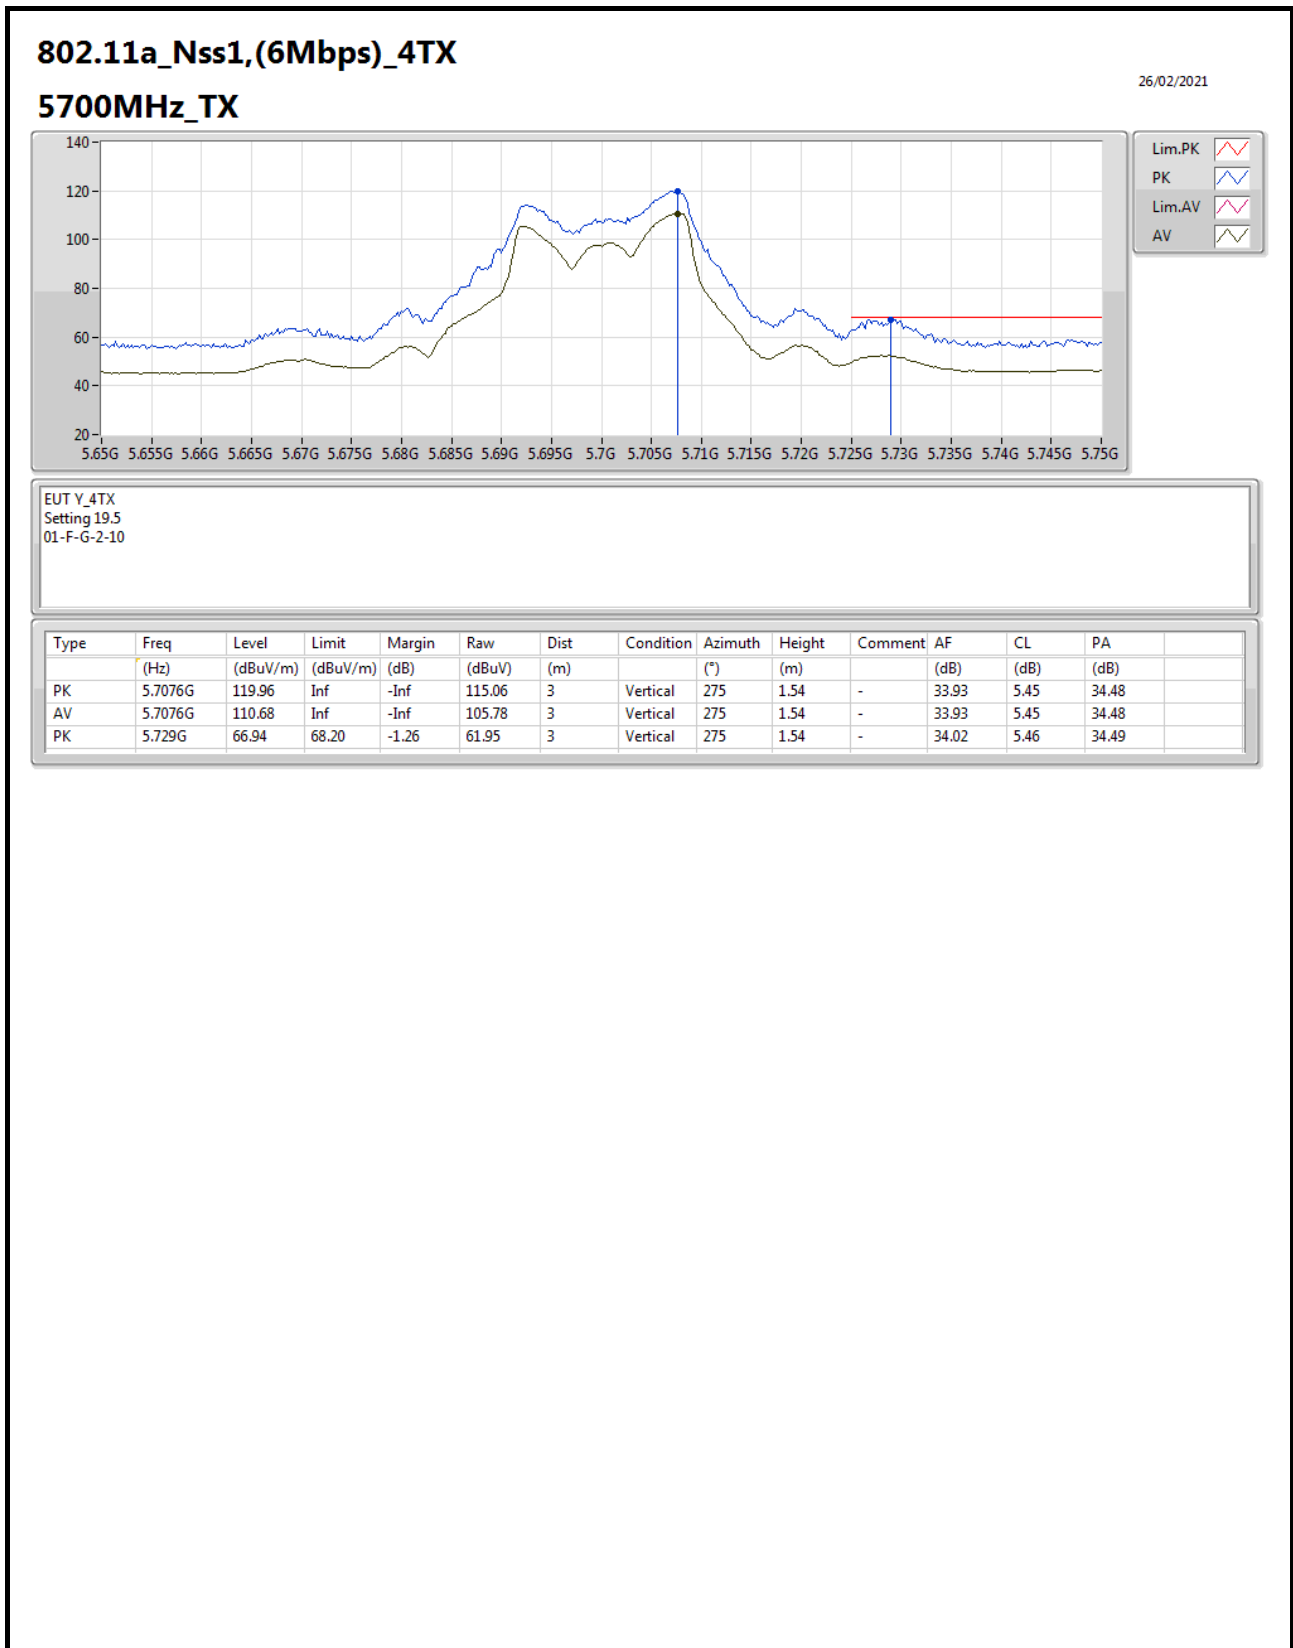 802.11a_Nss1,(6Mbps)_4TX
26/02/2021
5700MHz_TX
140
120
100
80
60
40
20
5.65G 5.655G 5.66G 5.665G 5.67G 5.675G 5.68G 5.685G 5.69G 5.695G 5.7G 5.705G 5.71G 5.715G 5.72G 5.725G 5.73G 5.735G 5.74G 5.745G 5.75G
Lim.PK
PK
Lim.AV
AV
EUT Y_4TX
Setting 19.5
01-F-G-2-10
Type Freq Level Limit Margin Raw Dist Condition Azimuth Height Comment AF CL PA
(Hz) (dBuV/m) (dBuV/m) (dB) (dBuV) (m) (°) (m) (dB) (dB) (dB)
PK 5.7076G 119.96 Inf -Inf 115.06 3 Vertical 275 1.54 - 33.93 5.45 34.48
AV 5.7076G 110.68 Inf -Inf 105.78 3 Vertical 275 1.54 - 33.93 5.45 34.48
PK 5.729G 66.94 68.20 -1.26 61.95 3 Vertical 275 1.54 - 34.02 5.46 34.49